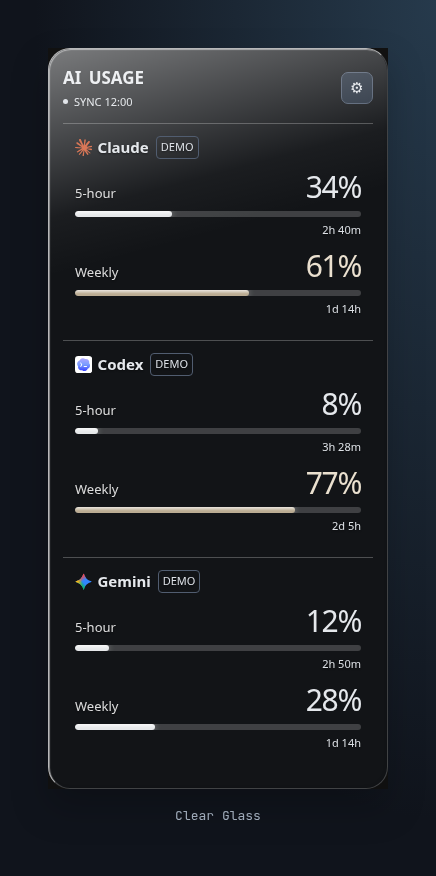 AI USAGE
SYNC 12:00
Claude DEMO
5-hour 34%
2h 40m
Weekly 61%
1d 14h
Codex DEMO
5-hour 8%
3h 28m
Weekly 77%
2d 5h
Gemini DEMO
5-hour 12%
2h 50m
Weekly 28%
1d 14h
Clear Glass